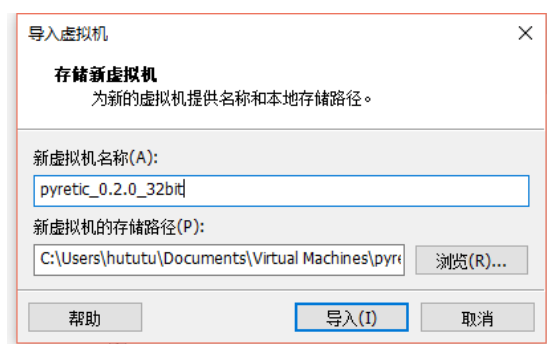 导入虚拟机
存储新虚拟机
为新的虚拟机提供名称和本地存储路径。
新虚拟机名称(A):
pyretic_0.2.0_32bit
新虚拟机的存储路径(P):
C:\Users\hututu\Documents\Virtual Machines\pyre 浏览(R)...
帮助 导入(I) 取消